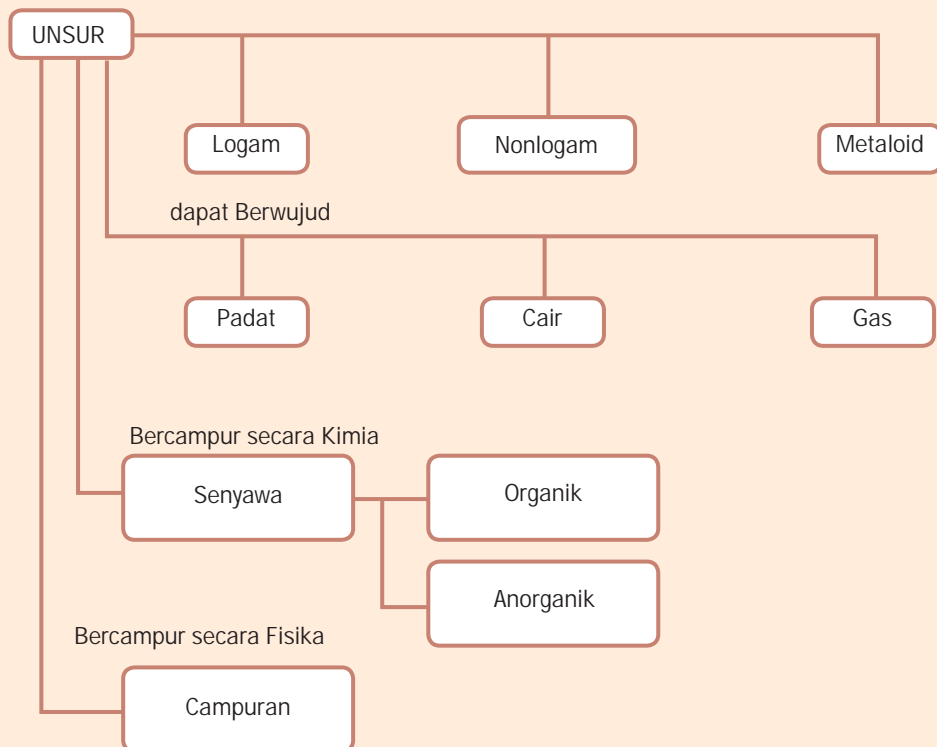 UNSUR
Logam
Nonlogam
Metaloid
dapat Berwujud
Padat
Cair
Gas
Bercampur secara Kimia
Senyawa
Organik
Anorganik
Bercampur secara Fisika
Campuran